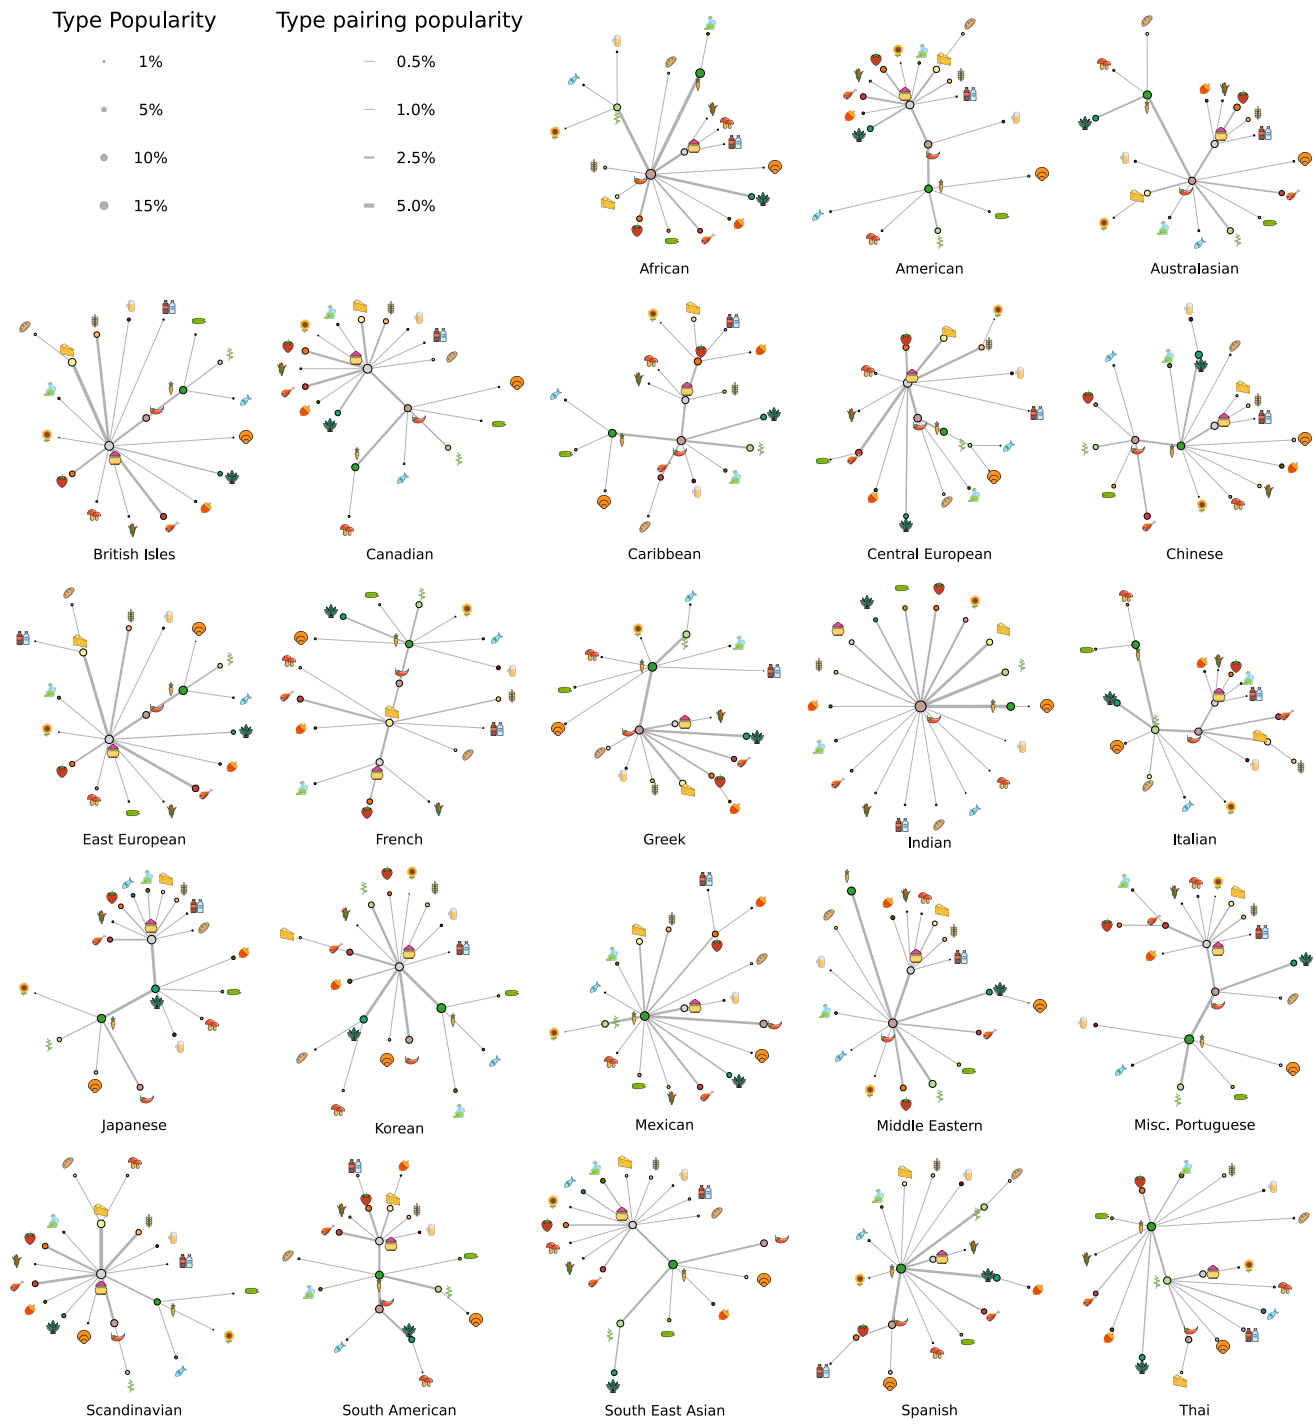 Type Popularity
1%
5%
10%
15%
Type pairing popularity
0.5%
1.0%
2.5%
5.0%
African
American
Australasian
British Isles
Canadian
Caribbean
Central European
Chinese
East European
French
Greek
Indian
Italian
Japanese
Korean
Mexican
Middle Eastern
Misc. Portuguese
Scandinavian
South American
South East Asian
Spanish
Thai